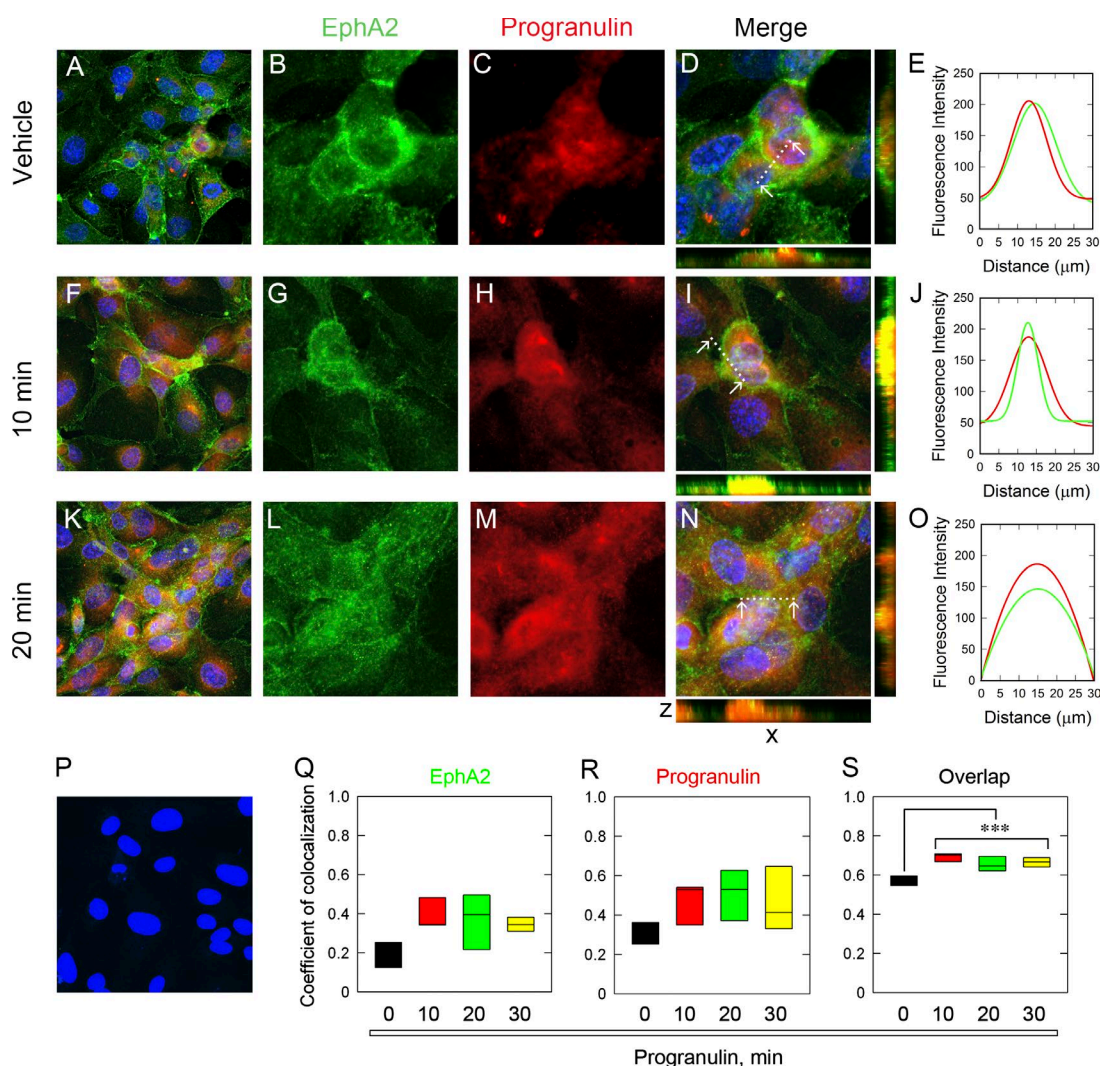 EphA2 Progranulin Merge
Vehicle
A B C D E
250
200
150
100
50
0
Fluorescence Intensity
0 5 10 15 20 25 30
Distance (μm)
10 min
F G H I J
250
200
150
100
50
0
Fluorescence Intensity
0 5 10 15 20 25 30
Distance (μm)
20 min
K L M N O
250
200
150
100
50
0
Fluorescence Intensity
0 15 30
Distance (μm)
z
x
P
Q EphA2
Coefficient of colocalization
1.0
0.8
0.6
0.4
0.2
0
0 10 20 30
R Progranulin
1.0
0.8
0.6
0.4
0.2
0
0 10 20 30
S Overlap
1.0
0.8
0.6
0.4
0.2
0
***
0 10 20 30
Progranulin, min